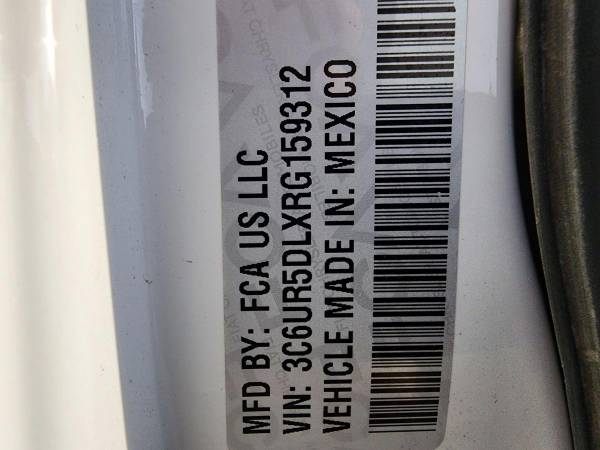 MFD BY: FCA US LLC
VIN: 3C6UR5DLXRG159312
VEHICLE MADE IN: MEXICO